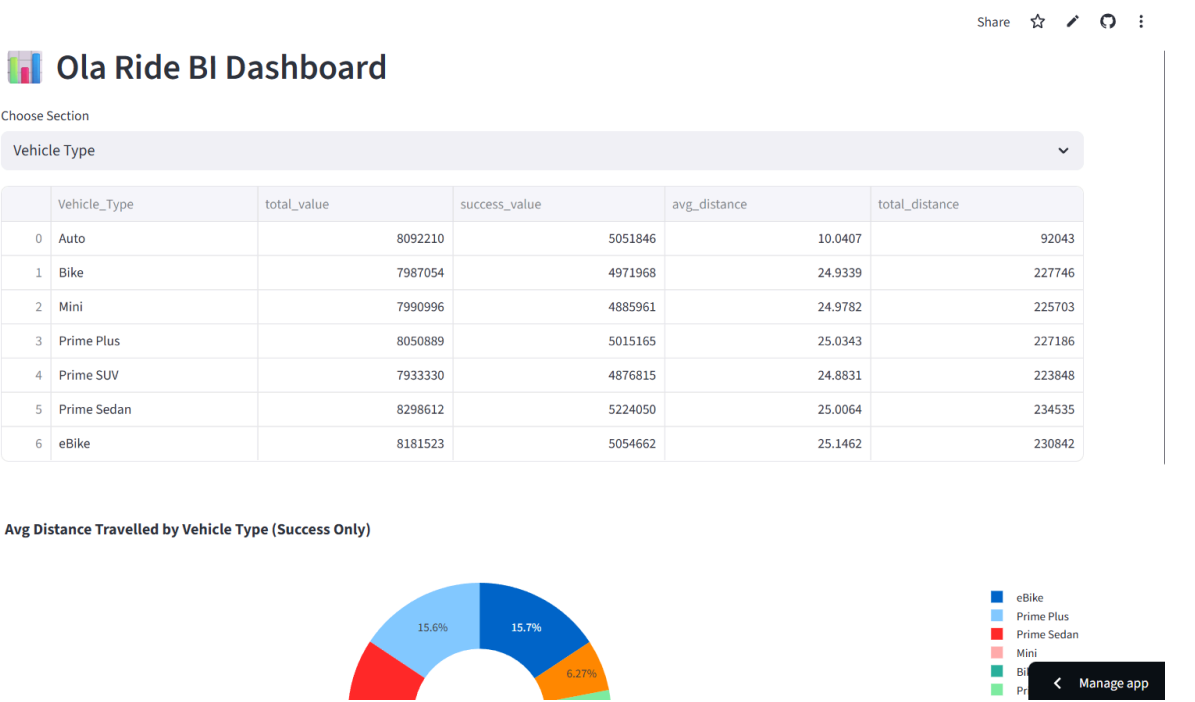 Share
Ola Ride BI Dashboard
Choose Section
Vehicle Type
Vehicle_Type total_value success_value avg_distance total_distance
0 Auto 8092210 5051846 10.0407 92043
1 Bike 7987054 4971968 24.9339 227746
2 Mini 7990996 4885961 24.9782 225703
3 Prime Plus 8050889 5015165 25.0343 227186
4 Prime SUV 7933330 4876815 24.8831 223848
5 Prime Sedan 8298612 5224050 25.0064 234535
6 eBike 8181523 5054662 25.1462 230842
Avg Distance Travelled by Vehicle Type (Success Only)
15.6% 15.7%
6.27%
eBike
Prime Plus
Prime Sedan
Mini
Manage app